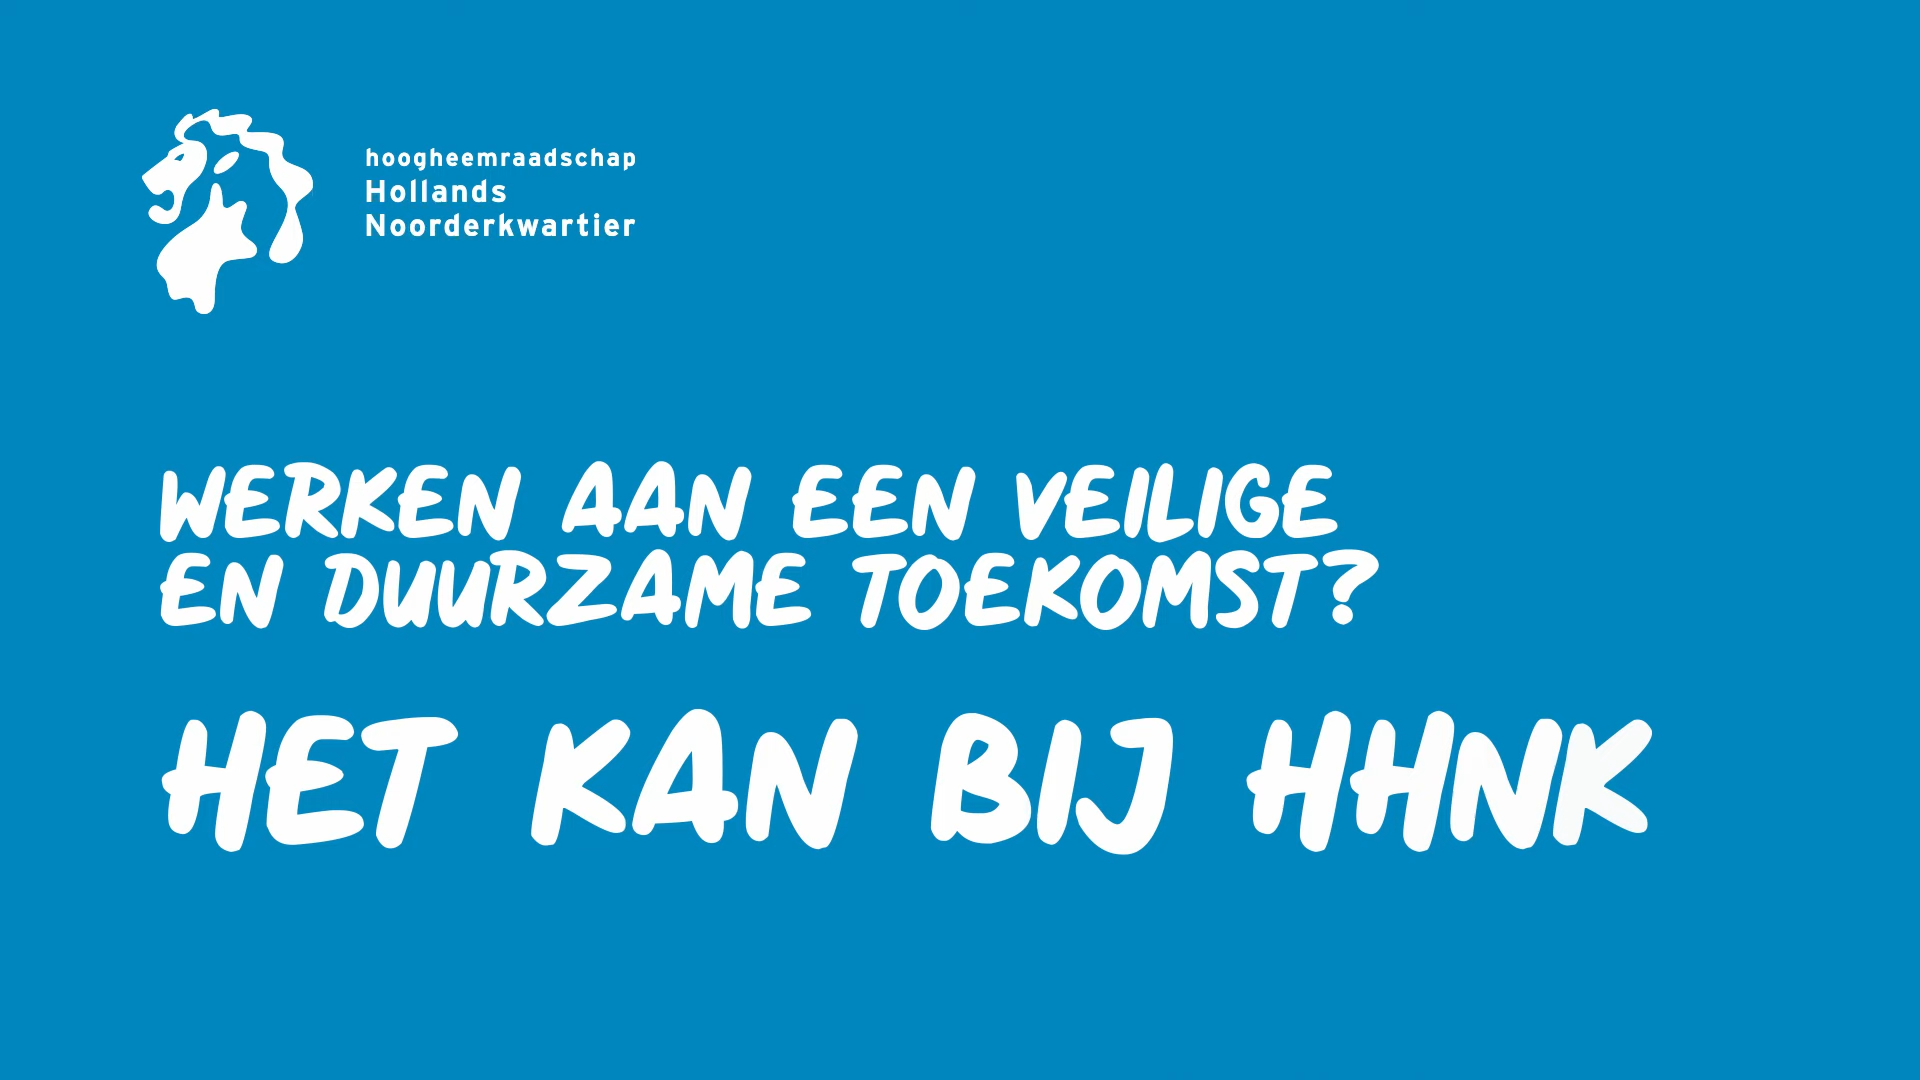 hoogheemraadschap
Hollands
Noorderkwartier
WERKEN AAN EEN VEILIGE
EN DUURZAME TOEKOMST?
HET KAN BIJ HHNK